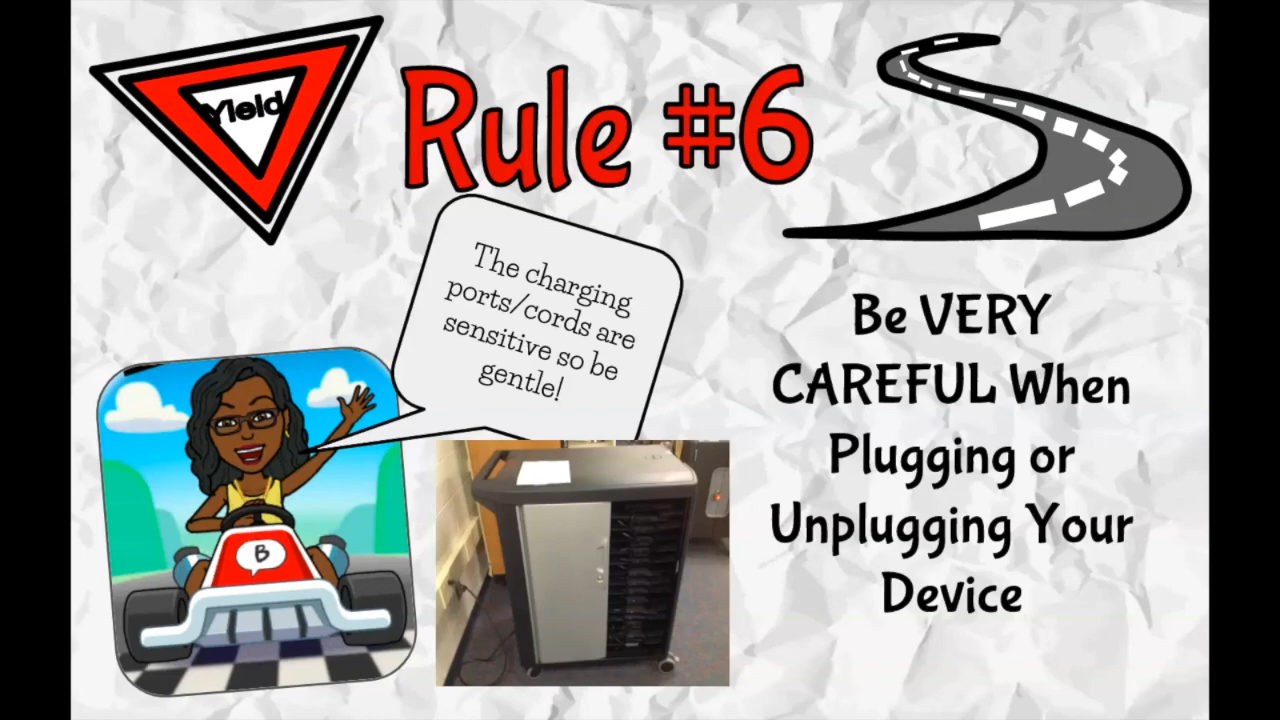 Yield
Rule #6
The charging
ports/cords are
sensitive so be
gentle!
Be VERY
CAREFUL When
Plugging or
Unplugging Your
Device
B